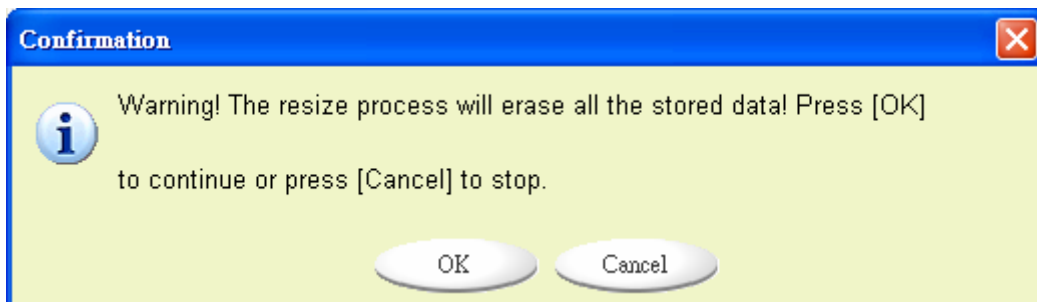 Confirmation
Warning! The resize process will erase all the stored data! Press [OK]
to continue or press [Cancel] to stop.
OK Cancel